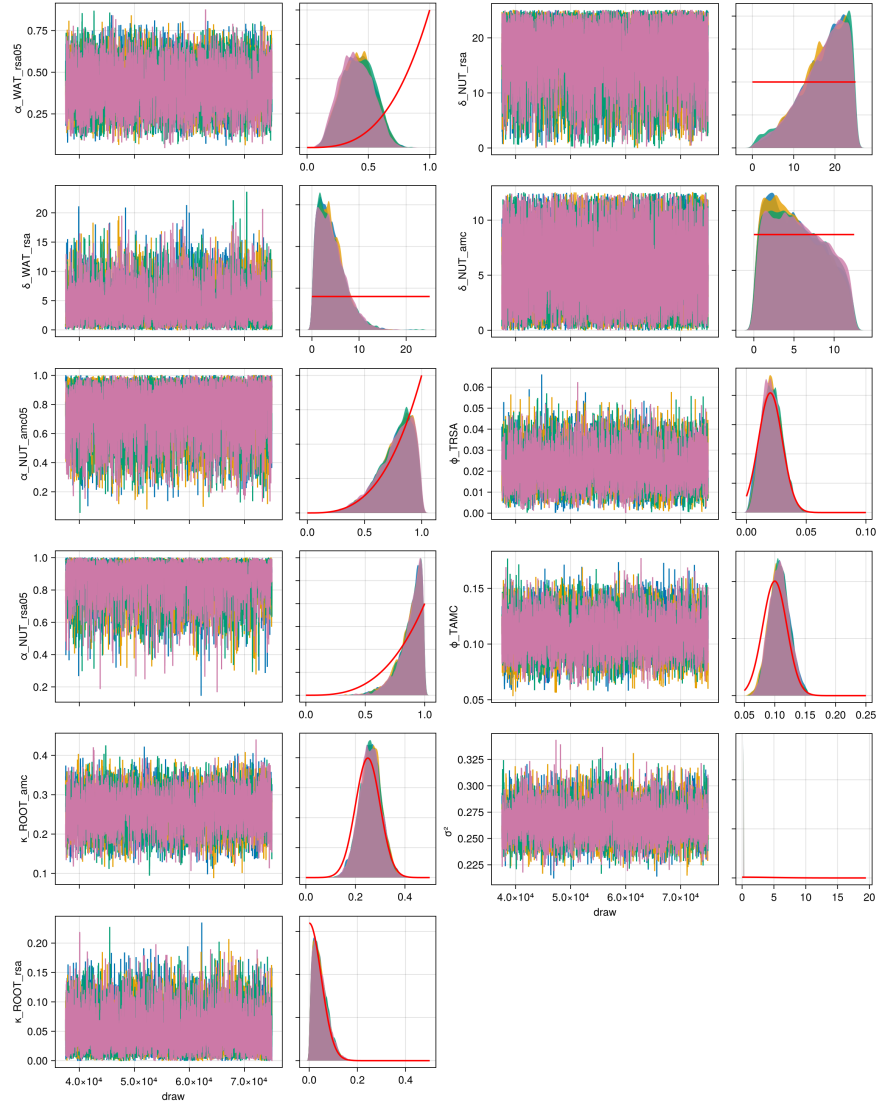 α_WAT_rsa05
0.75
0.50
0.25
0.0 0.5 1.0
δ_NUT_rsa
20
10
0
0 10 20
δ_WAT_rsa
20
15
10
5
0
0 10 20
δ_NUT_amc
10
5
0
0 5 10
α_NUT_amc05
1.0
0.8
0.6
0.4
0.2
0.0 0.5 1.0
ϕ_TRSA
0.06
0.05
0.04
0.03
0.02
0.01
0.00
0.00 0.05 0.10
α_NUT_rsa05
1.0
0.8
0.6
0.4
0.2
0.0 0.5 1.0
ϕ_TAMC
0.15
0.10
0.05
0.05 0.10 0.15 0.20 0.25
κ_ROOT_amc
0.4
0.3
0.2
0.1
0.0 0.2 0.4
σ²
0.325
0.300
0.275
0.250
0.225
4.0×10⁴ 5.0×10⁴ 6.0×10⁴ 7.0×10⁴
draw
0 5 10 15 20
κ_ROOT_rsa
0.20
0.15
0.10
0.05
0.00
4.0×10⁴ 5.0×10⁴ 6.0×10⁴ 7.0×10⁴
draw
0.0 0.2 0.4